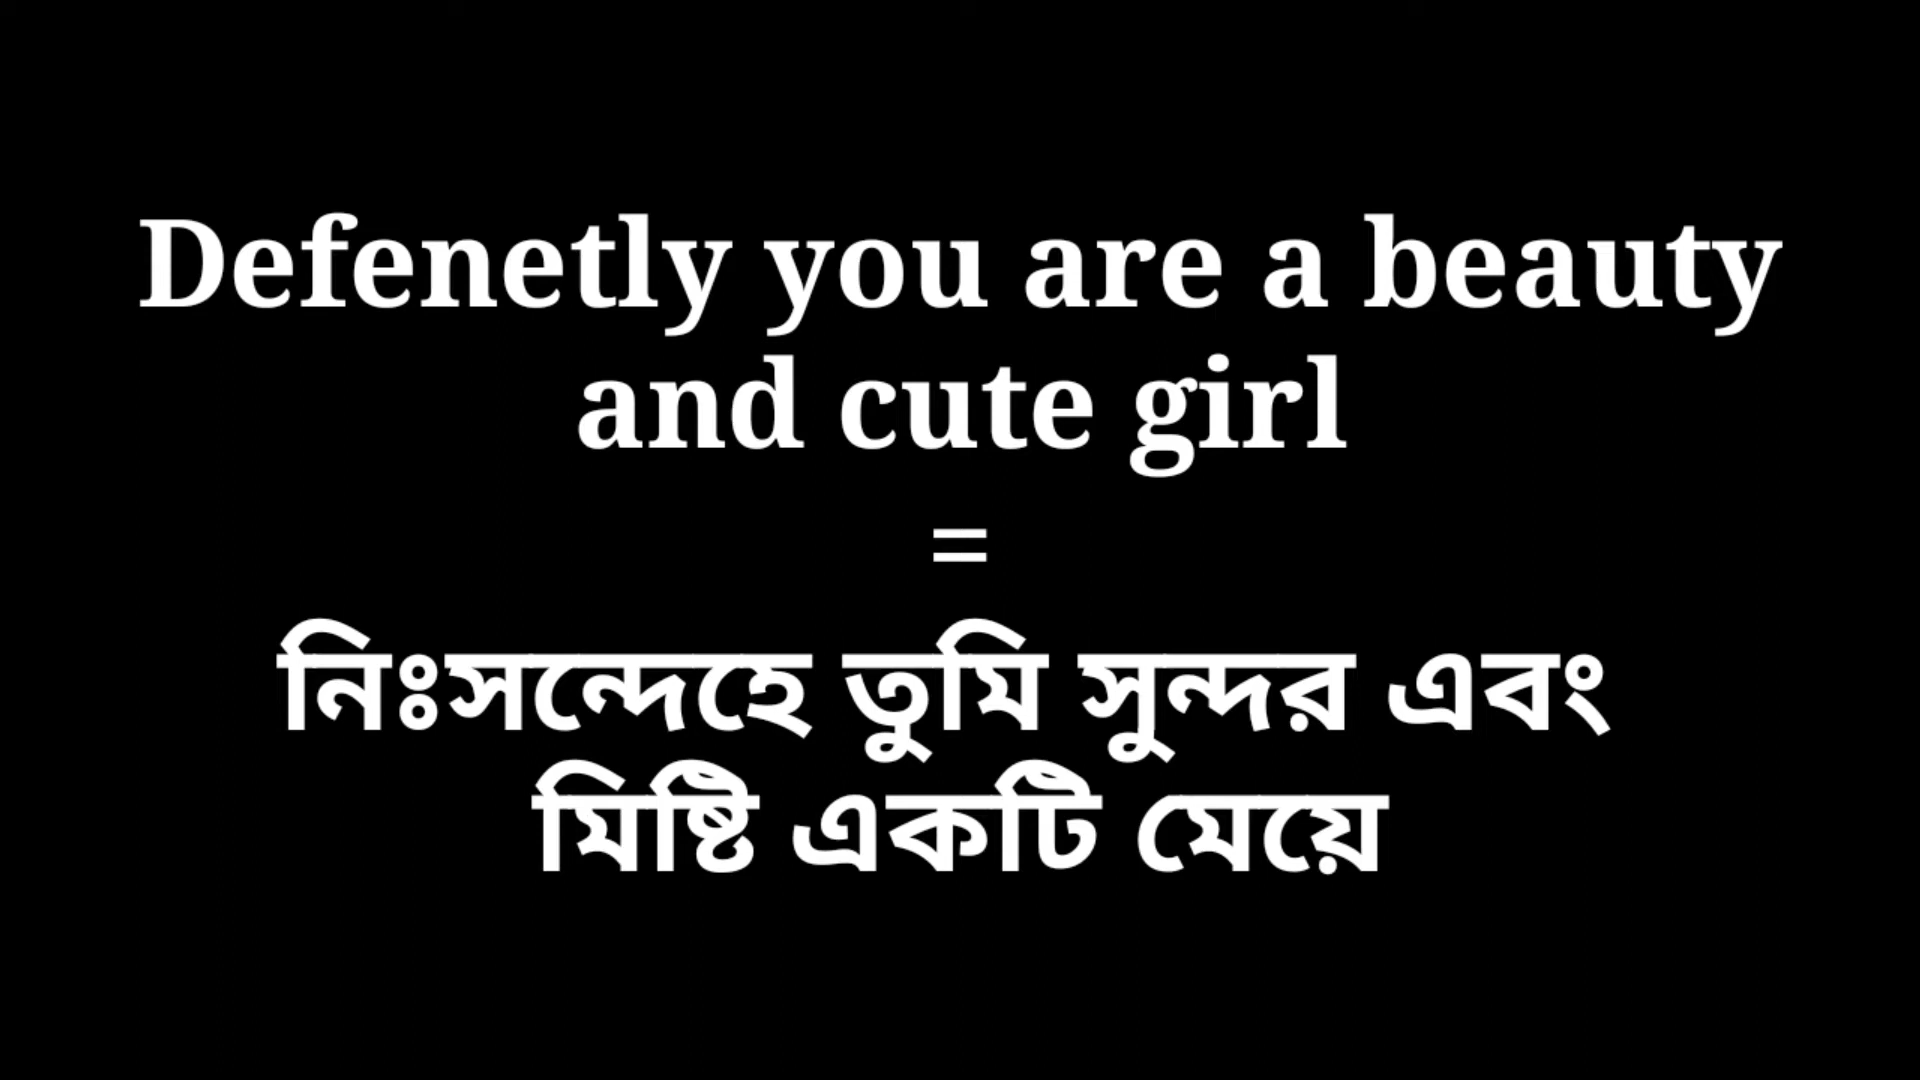 Defenetly you are a beauty
and cute girl
=
নিঃসন্দেহে তুমি সুন্দর এবং
মিষ্টি একটি মেয়ে